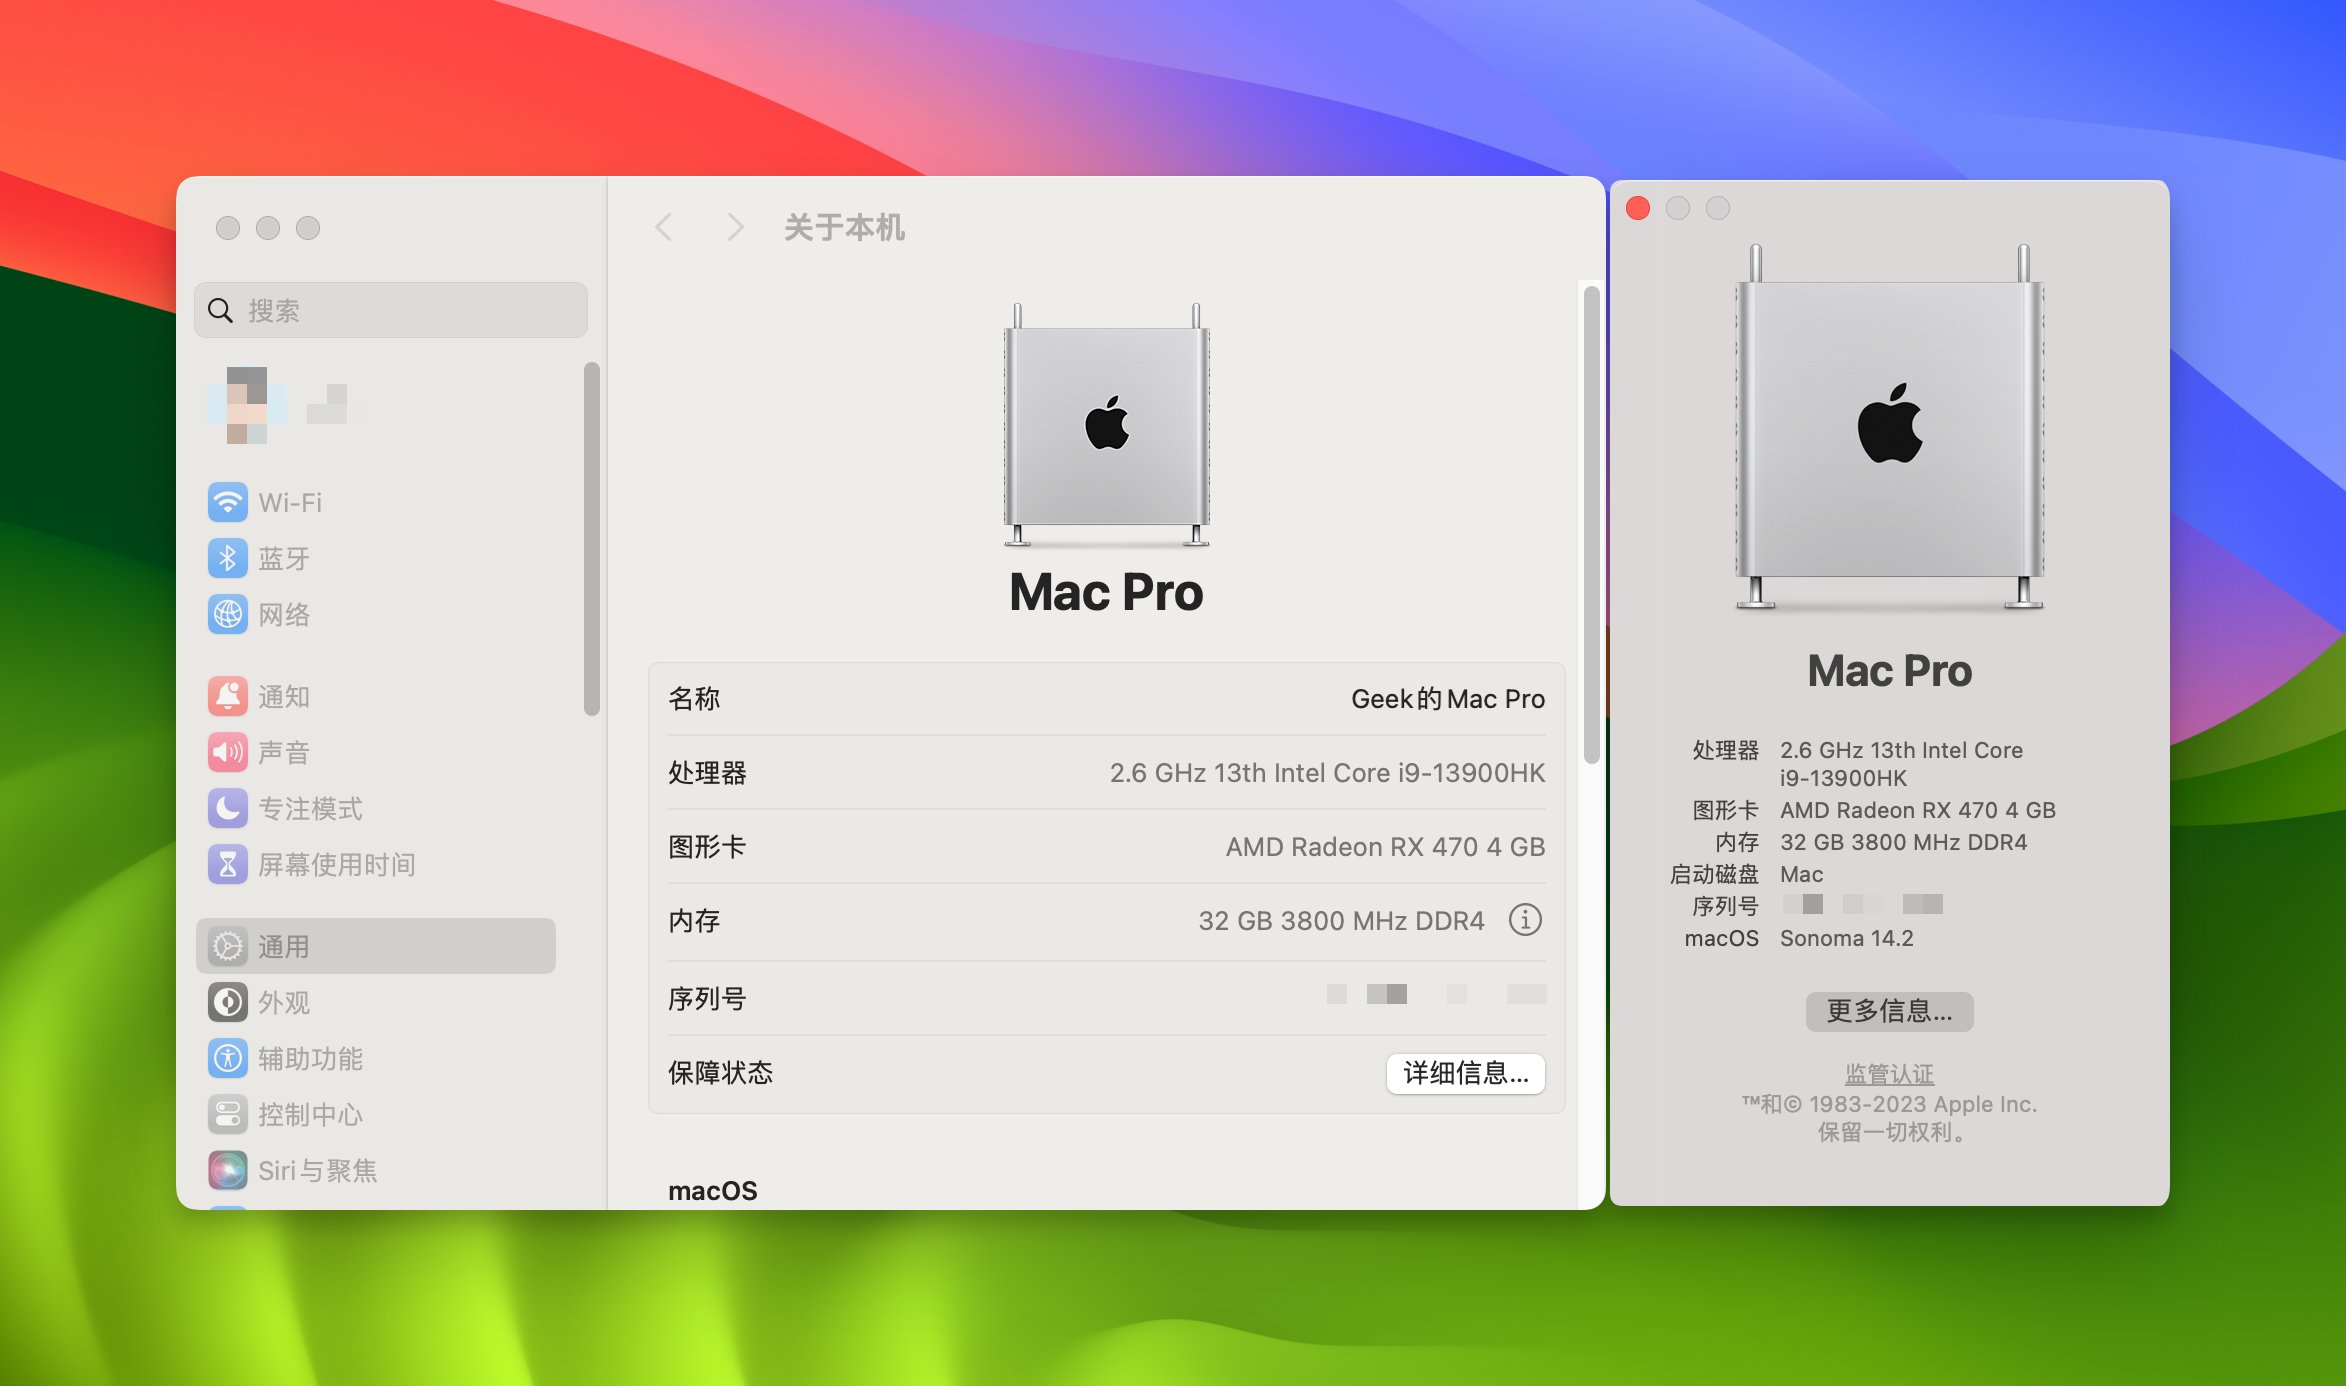 关于本机
搜索
Wi-Fi
蓝牙
网络
通知
声音
专注模式
屏幕使用时间
通用
外观
辅助功能
控制中心
Siri与聚焦
Mac Pro
名称 Geek的Mac Pro
处理器 2.6 GHz 13th Intel Core i9-13900HK
图形卡 AMD Radeon RX 470 4 GB
内存 32 GB 3800 MHz DDR4
序列号
保障状态 详细信息...
macOS
Mac Pro
处理器 2.6 GHz 13th Intel Core
i9-13900HK
图形卡 AMD Radeon RX 470 4 GB
内存 32 GB 3800 MHz DDR4
启动磁盘 Mac
序列号
macOS Sonoma 14.2
更多信息...
监管认证
™和© 1983-2023 Apple Inc.
保留一切权利。